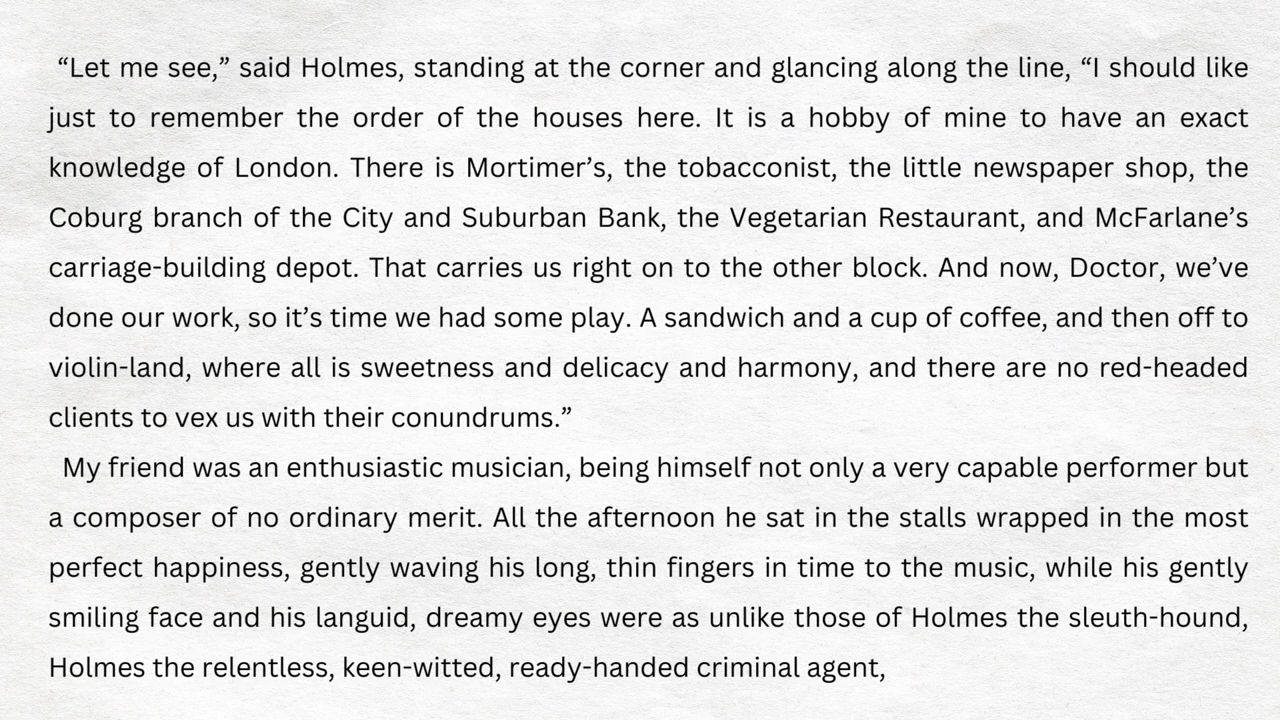 “Let me see,” said Holmes, standing at the corner and glancing along the line, “I should like
just to remember the order of the houses here. It is a hobby of mine to have an exact
knowledge of London. There is Mortimer’s, the tobacconist, the little newspaper shop, the
Coburg branch of the City and Suburban Bank, the Vegetarian Restaurant, and McFarlane’s
carriage-building depot. That carries us right on to the other block. And now, Doctor, we’ve
done our work, so it’s time we had some play. A sandwich and a cup of coffee, and then off to
violin-land, where all is sweetness and delicacy and harmony, and there are no red-headed
clients to vex us with their conundrums.”
My friend was an enthusiastic musician, being himself not only a very capable performer but
a composer of no ordinary merit. All the afternoon he sat in the stalls wrapped in the most
perfect happiness, gently waving his long, thin fingers in time to the music, while his gently
smiling face and his languid, dreamy eyes were as unlike those of Holmes the sleuth-hound,
Holmes the relentless, keen-witted, ready-handed criminal agent,